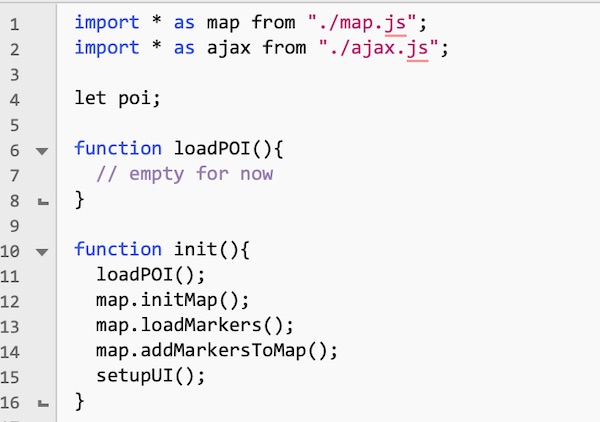 1 import * as map from "./map.js";
2 import * as ajax from "./ajax.js";
3
4 let poi;
5
6 function loadPOI(){
7   // empty for now
8 }
9
10 function init(){
11   loadPOI();
12   map.initMap();
13   map.loadMarkers();
14   map.addMarkersToMap();
15   setupUI();
16 }